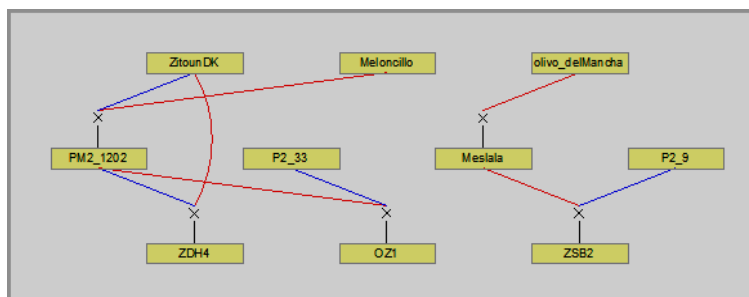 ZitounDK Meloncillo olivo_delMancha
PM2_1202 P2_33 Meslala P2_9
ZDH4 OZ1 ZSB2